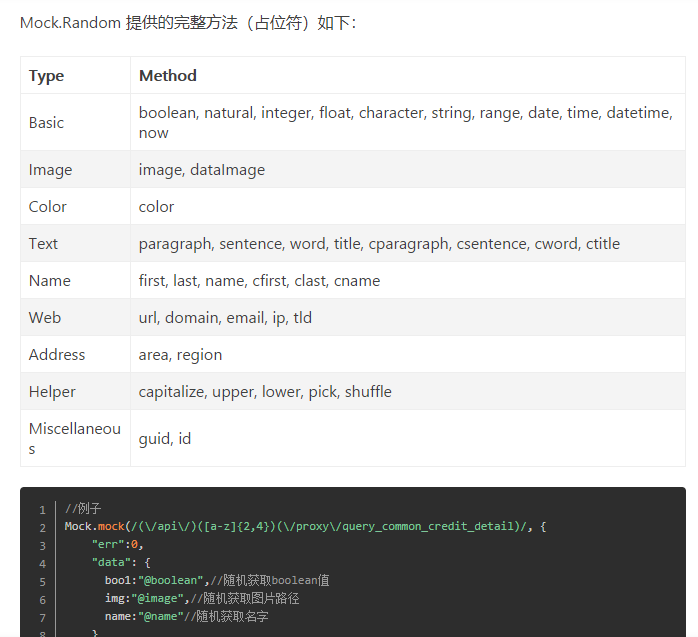 Mock.Random 提供的完整方法（占位符）如下：
Type Method
Basic boolean, natural, integer, float, character, string, range, date, time, datetime,
now
Image image, dataImage
Color color
Text paragraph, sentence, word, title, cparagraph, csentence, cword, ctitle
Name first, last, name, cfirst, clast, cname
Web url, domain, email, ip, tld
Address area, region
Helper capitalize, upper, lower, pick, shuffle
Miscellaneou
s
guid, id
1 //例子
2 Mock.mock(/(\/api\/)([a-z]{2,4})(\/proxy\/query_common_credit_detail)/, {
3 "err":0,
4 "data": {
5 bool:"@boolean",//随机获取boolean值
6 img:"@image",//随机获取图片路径
7 name:"@name"//随机获取名字
8 }